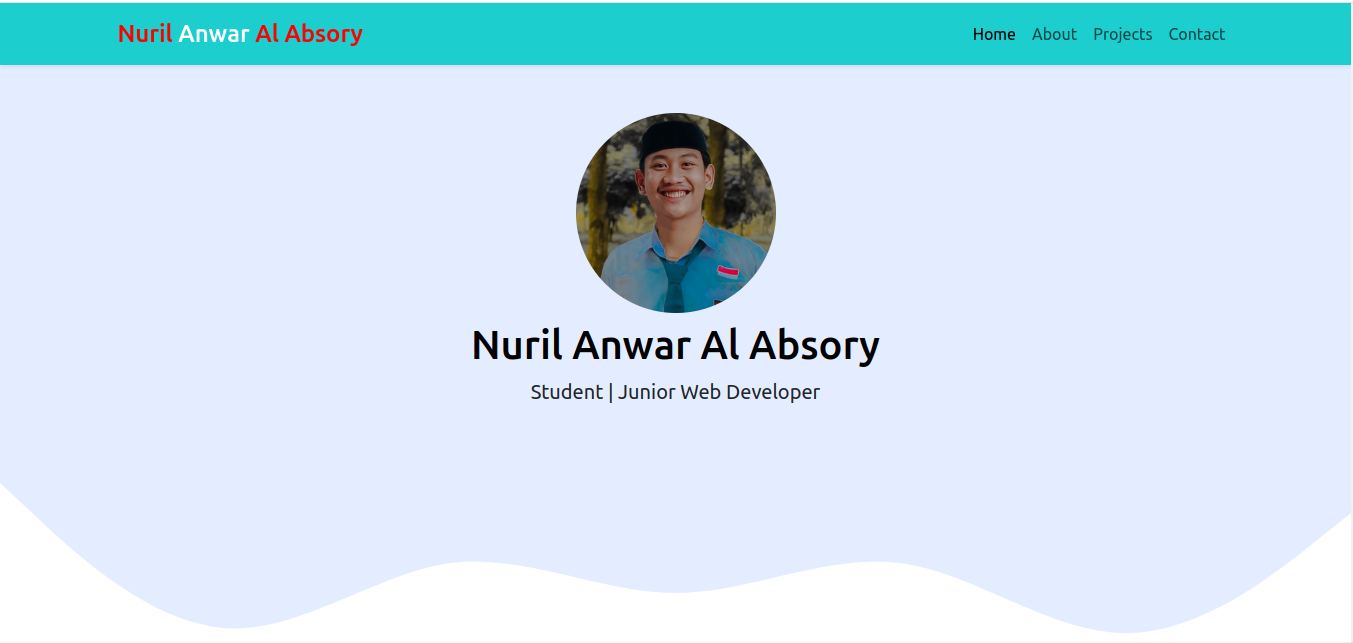 Nuril Anwar Al Absory
Home About Projects Contact
Nuril Anwar Al Absory
Student | Junior Web Developer